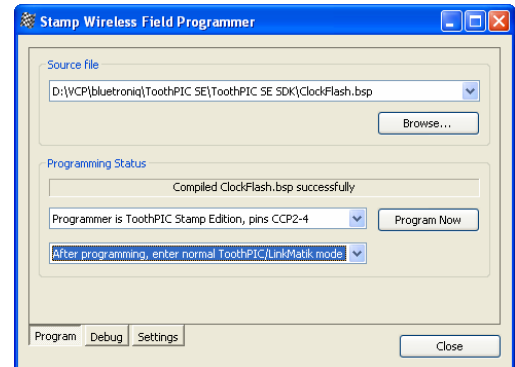 Stamp Wireless Field Programmer
Source file
D:\VCP\bluetroniq\ToothPIC SE\ToothPIC SE SDK\ClockFlash.bsp
Browse...
Programming Status
Compiled ClockFlash.bsp successfully
Programmer is ToothPIC Stamp Edition, pins CCP2-4
Program Now
After programming, enter normal ToothPIC/LinkMatik mode
Program Debug Settings
Close